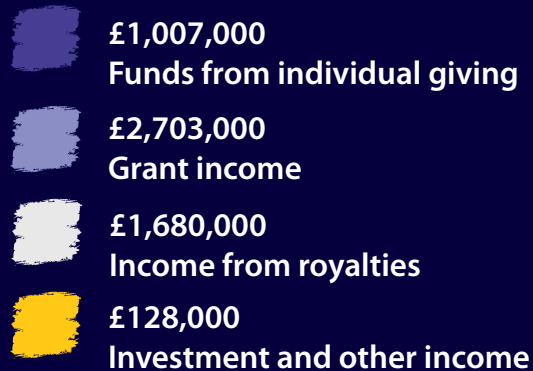 £1,007,000
Funds from individual giving
£2,703,000
Grant income
£1,680,000
Income from royalties
£128,000
Investment and other income